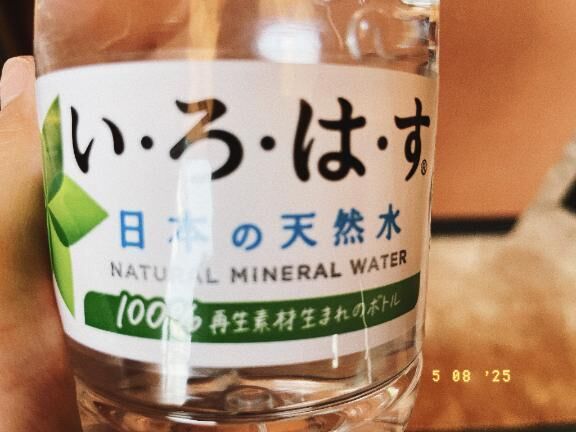 い・ろ・は・す®
日本の天然水
NATURAL MINERAL WATER
100% 再生素材生まれのボトル
5 08 '25